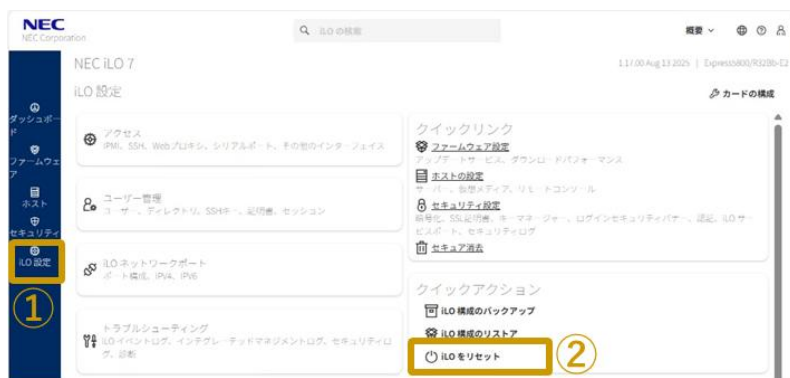 NEC
NEC Corporation
iLO の検索
概要
NEC iLO 7
1.17.00 Aug 13 2025 | Express5800/R32Bb-E2
iLO 設定
カードの構成
ダッシュボー
ド
ファームウェ
ア
ホスト
セキュリティ
iLO 設定
①
アクセス
IPMI、SSH、Webプロキシ、シリアルポート、その他のインターフェイス
ユーザー管理
ユーザー、ディレクトリ、SSHキー、証明書、セッション
iLO ネットワークポート
ポート構成、IPv4、IPv6
トラブルシューティング
iLO イベントログ、インテグレーテッドマネジメントログ、セキュリティロ
グ、診断
クイックリンク
ファームウェア設定
アップデートサービス、ダウンロードパフォーマンス
ホストの設定
サーバー、仮想メディア、リモートコンソール
セキュリティ設定
暗号化、SSL証明書、キーマネージャー、ログインセキュリティバナー、認証、iLO サー
ビスポート、セキュリティログ
セキュア消去
クイックアクション
iLO 構成のバックアップ
iLO 構成のリストア
iLO をリセット
②